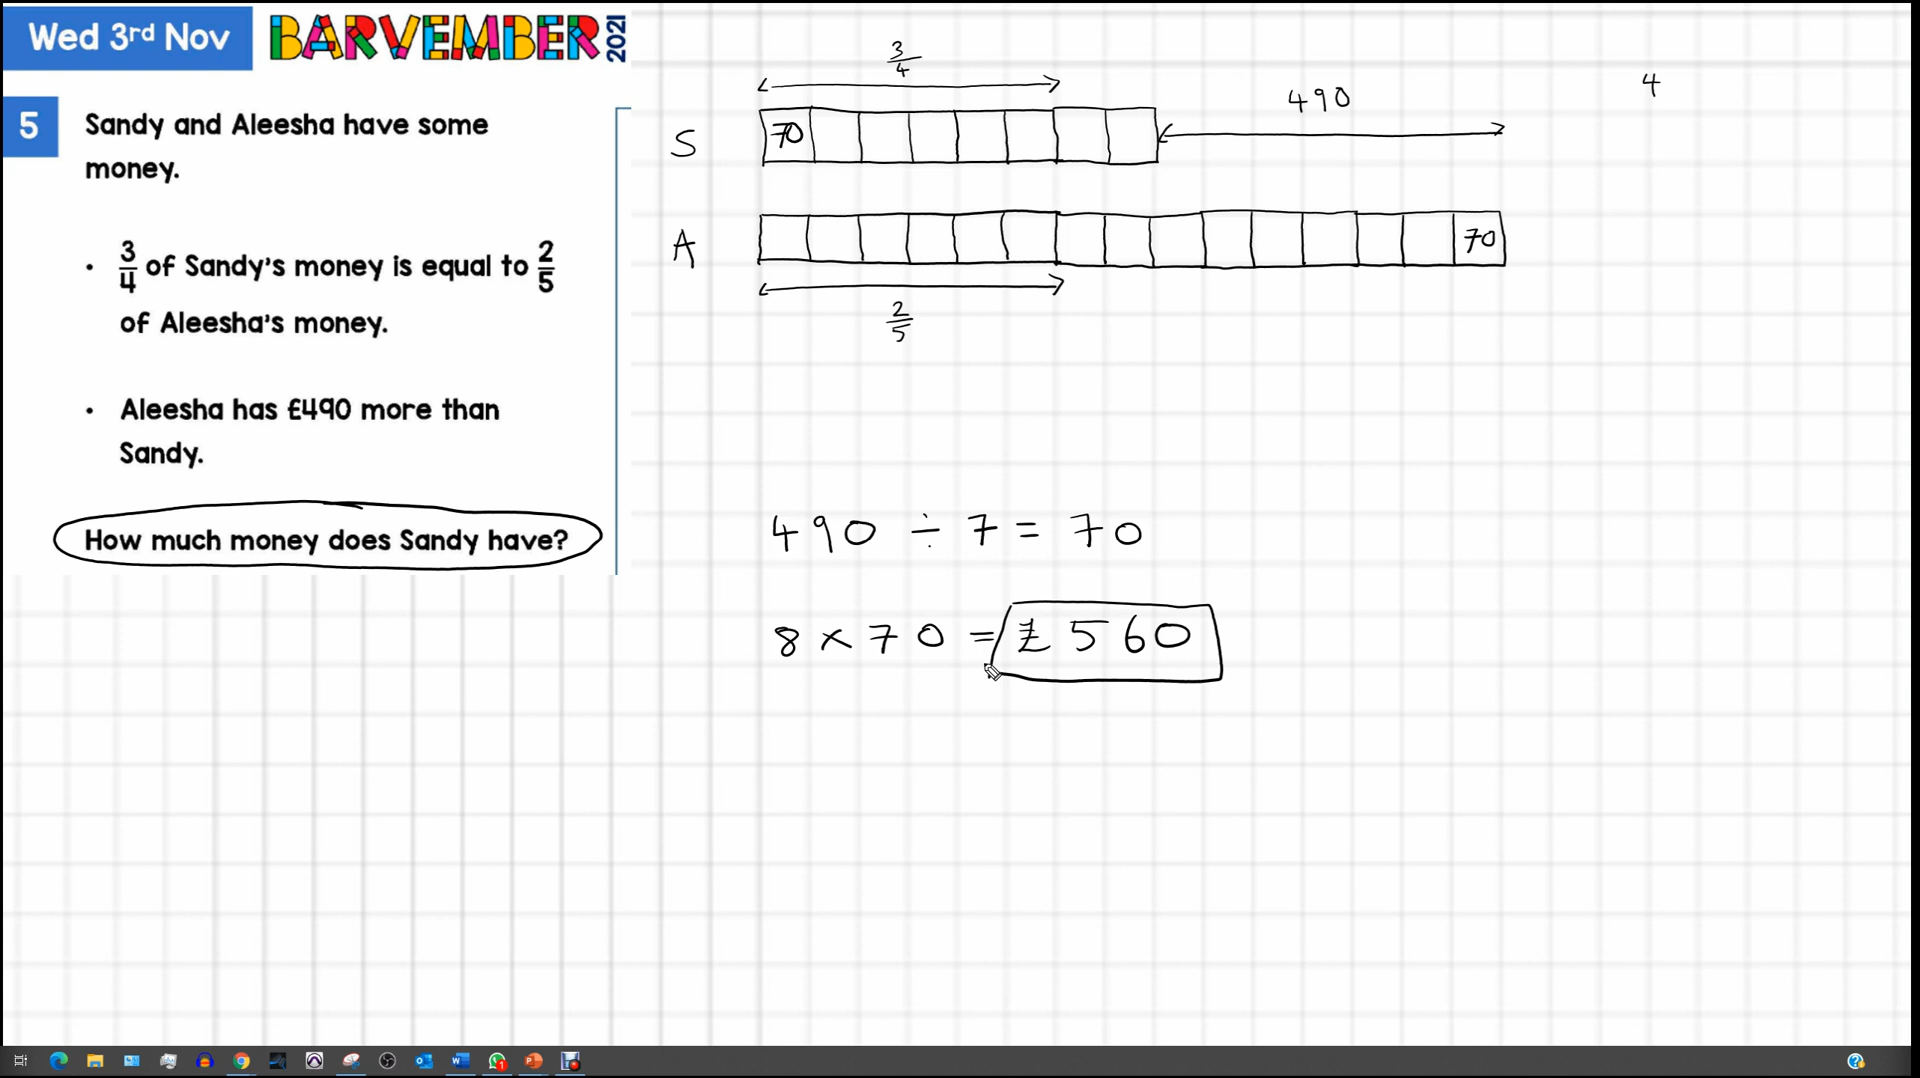 Wed 3rd Nov
BARVEMBER 2021
5
Sandy and Aleesha have some
money.
• 3/4 of Sandy's money is equal to 2/5
of Aleesha's money.
• Aleesha has £490 more than
Sandy.
How much money does Sandy have?
3/4
490
4
S
70
A
70
2/5
490 ÷ 7 = 70
8 × 70 = £560